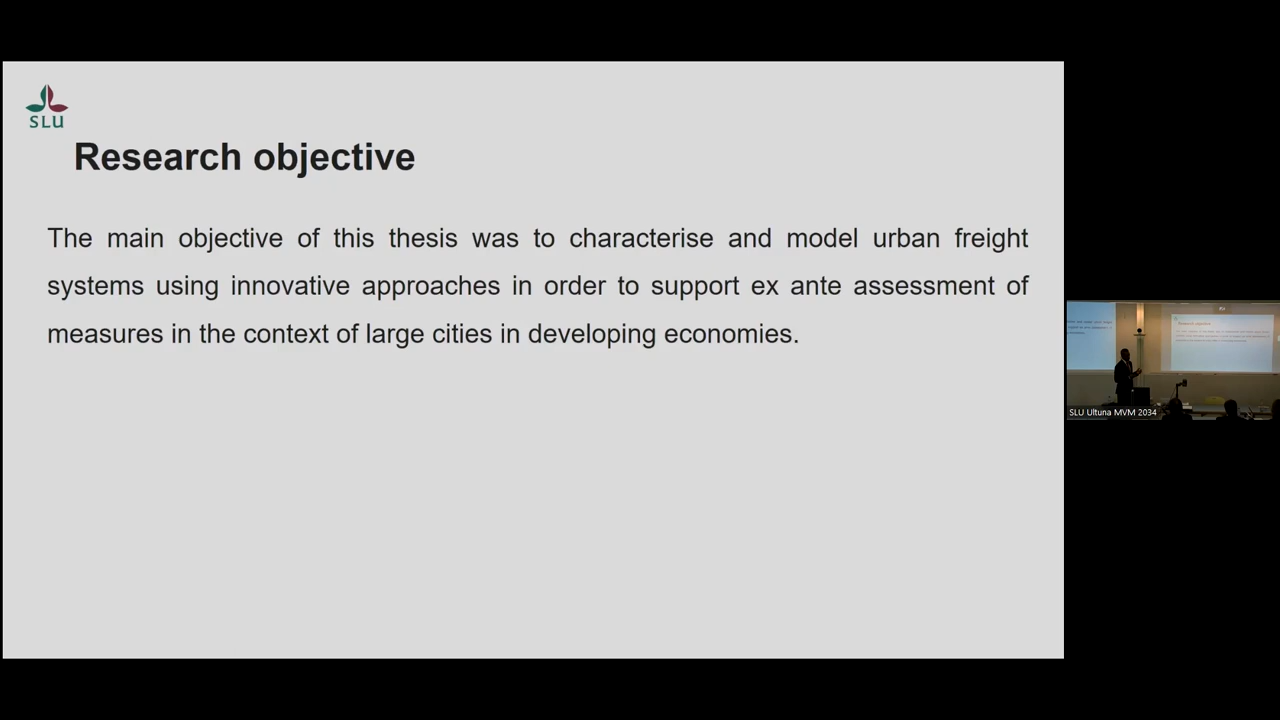 SLU
Research objective
The main objective of this thesis was to characterise and model urban freight
systems using innovative approaches in order to support ex ante assessment of
measures in the context of large cities in developing economies.
Research objective
SLU Ultuna MVM 2034